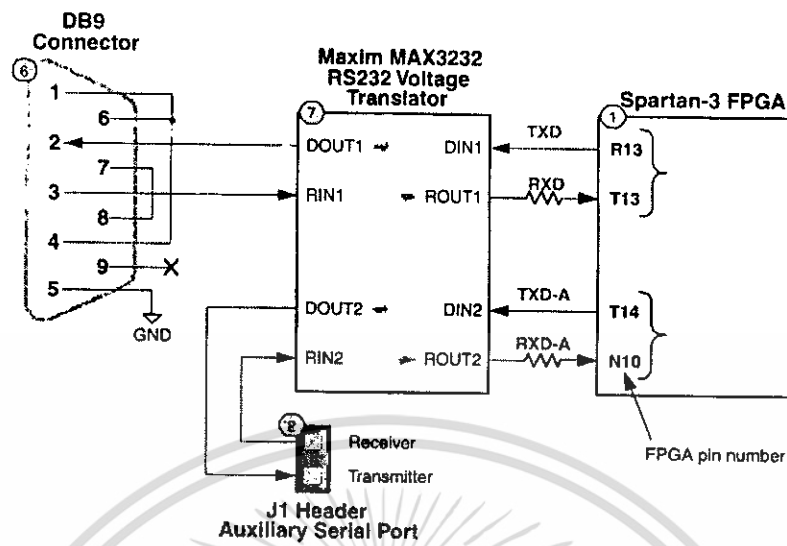 DB9
Connector
6
1
6
2
7
3
8
4
9
5
GND
Maxim MAX3232
RS232 Voltage
Translator
7
DOUT1
DIN1
RIN1
ROUT1
DOUT2
DIN2
RIN2
ROUT2
TXD
RXD
TXD-A
RXD-A
Spartan-3 FPGA
1
R13
T13
T14
N10
FPGA pin number
8
Receiver
Transmitter
J1 Header
Auxiliary Serial Port